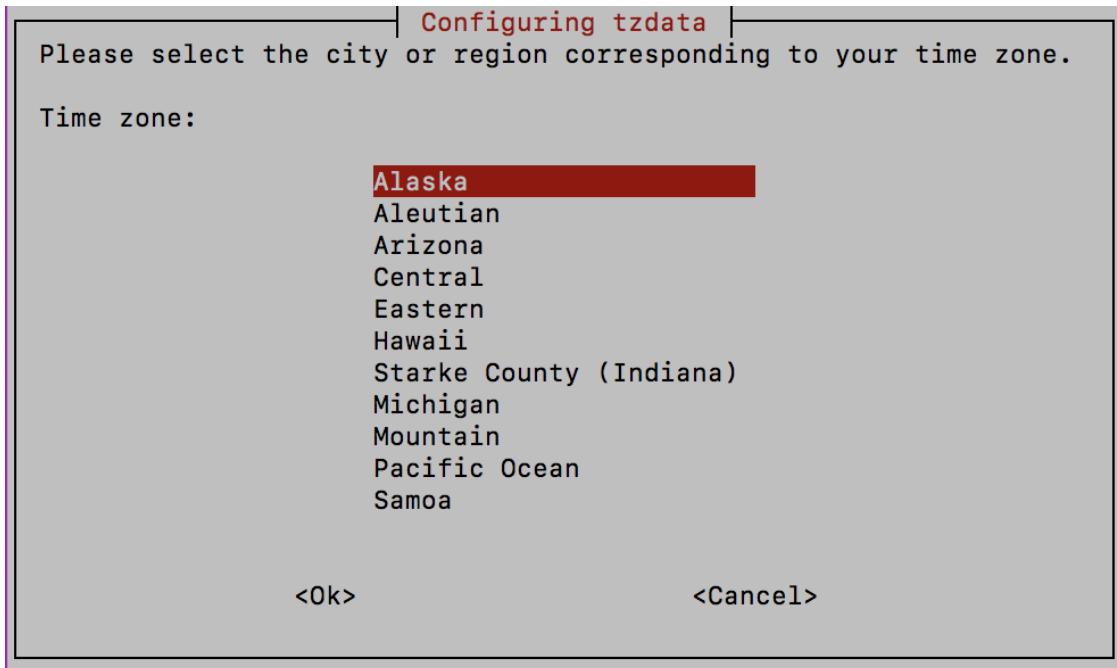 Configuring tzdata
Please select the city or region corresponding to your time zone.
Time zone:
Alaska
Aleutian
Arizona
Central
Eastern
Hawaii
Starke County (Indiana)
Michigan
Mountain
Pacific Ocean
Samoa
<Ok> <Cancel>